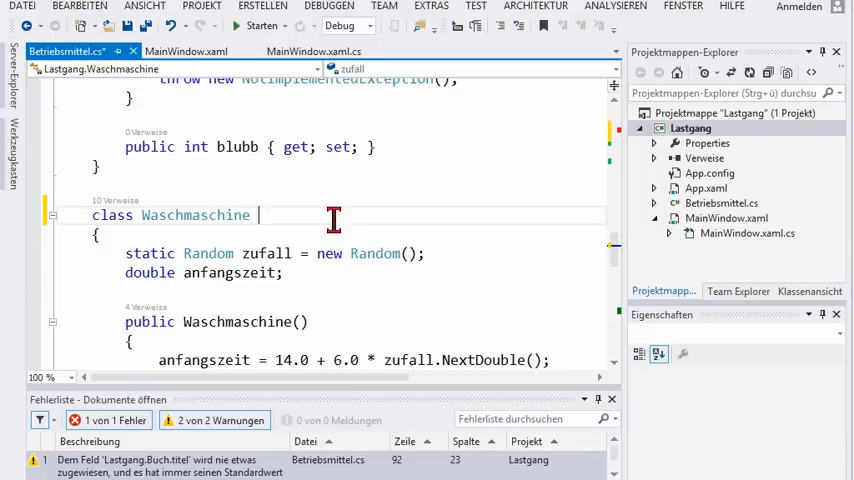 DATEI BEARBEITEN ANSICHT PROJEKT ERSTELLEN DEBUGGEN TEAM EXTRAS TEST ARCHITEKTUR ANALYSIEREN FENSTER HILFE Anmelden
Starten Debug
Betriebsmittel.cs* MainWindow.xaml MainWindow.xaml.cs
Lastgang.Waschmaschine zufall
Server-Explorer
Werkzeugkasten
throw new NotImplementedException();
}
0 Verweise
public int blubb { get; set; }
}
10 Verweise
class Waschmaschine
{
static Random zufall = new Random();
double anfangszeit;
4 Verweise
public Waschmaschine()
{
anfangszeit = 14.0 + 6.0 * zufall.NextDouble();
100 %
Projektmappen-Explorer
Projektmappen-Explorer (Strg+ü) durchsu
Projektmappe "Lastgang" (1 Projekt)
Lastgang
Properties
Verweise
App.config
App.xaml
Betriebsmittel.cs
MainWindow.xaml
MainWindow.xaml.cs
Projektmapp... Team Explorer Klassenansicht
Eigenschaften
Fehlerliste - Dokumente öffnen
1 von 1 Fehler 2 von 2 Warnungen 0 von 0 Meldungen Fehlerliste durchsuchen
Beschreibung Datei Zeile Spalte Projekt
1 Dem Feld 'Lastgang.Buch.titel' wird nie etwas zugewiesen, und es hat immer seinen Standardwert Betriebsmittel.cs 92 23 Lastgang